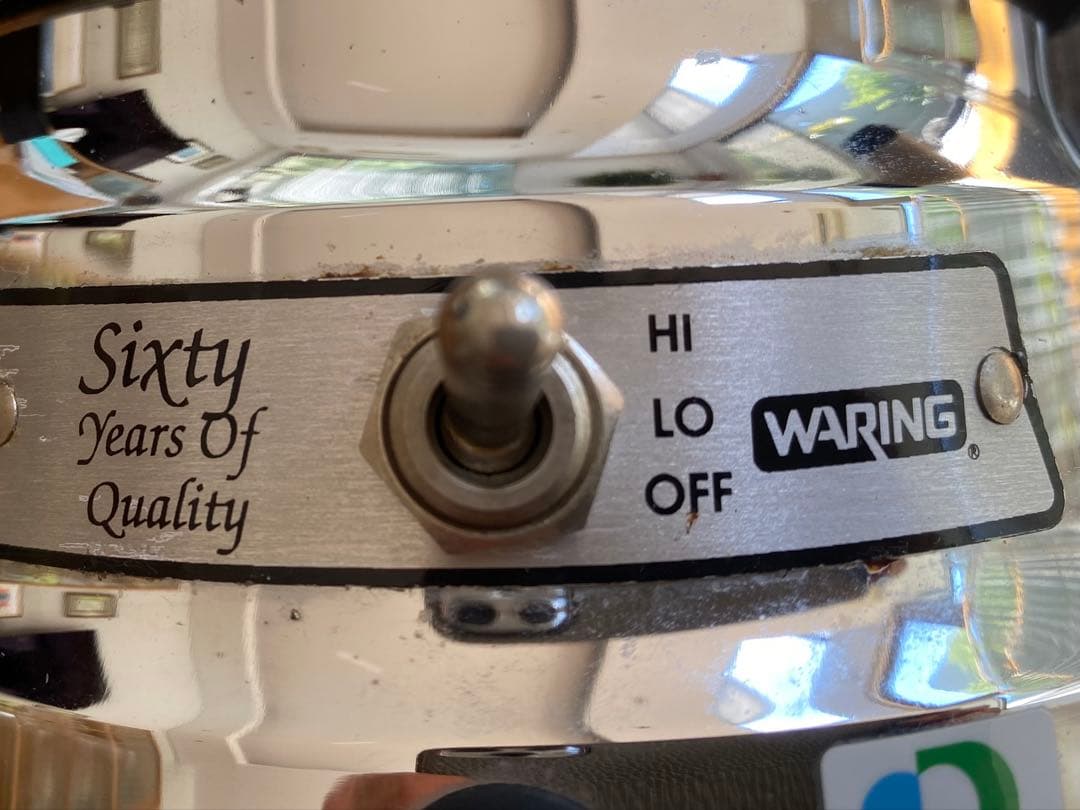 Sixty
Years Of
Quality
HI
LO
OFF
WARING®